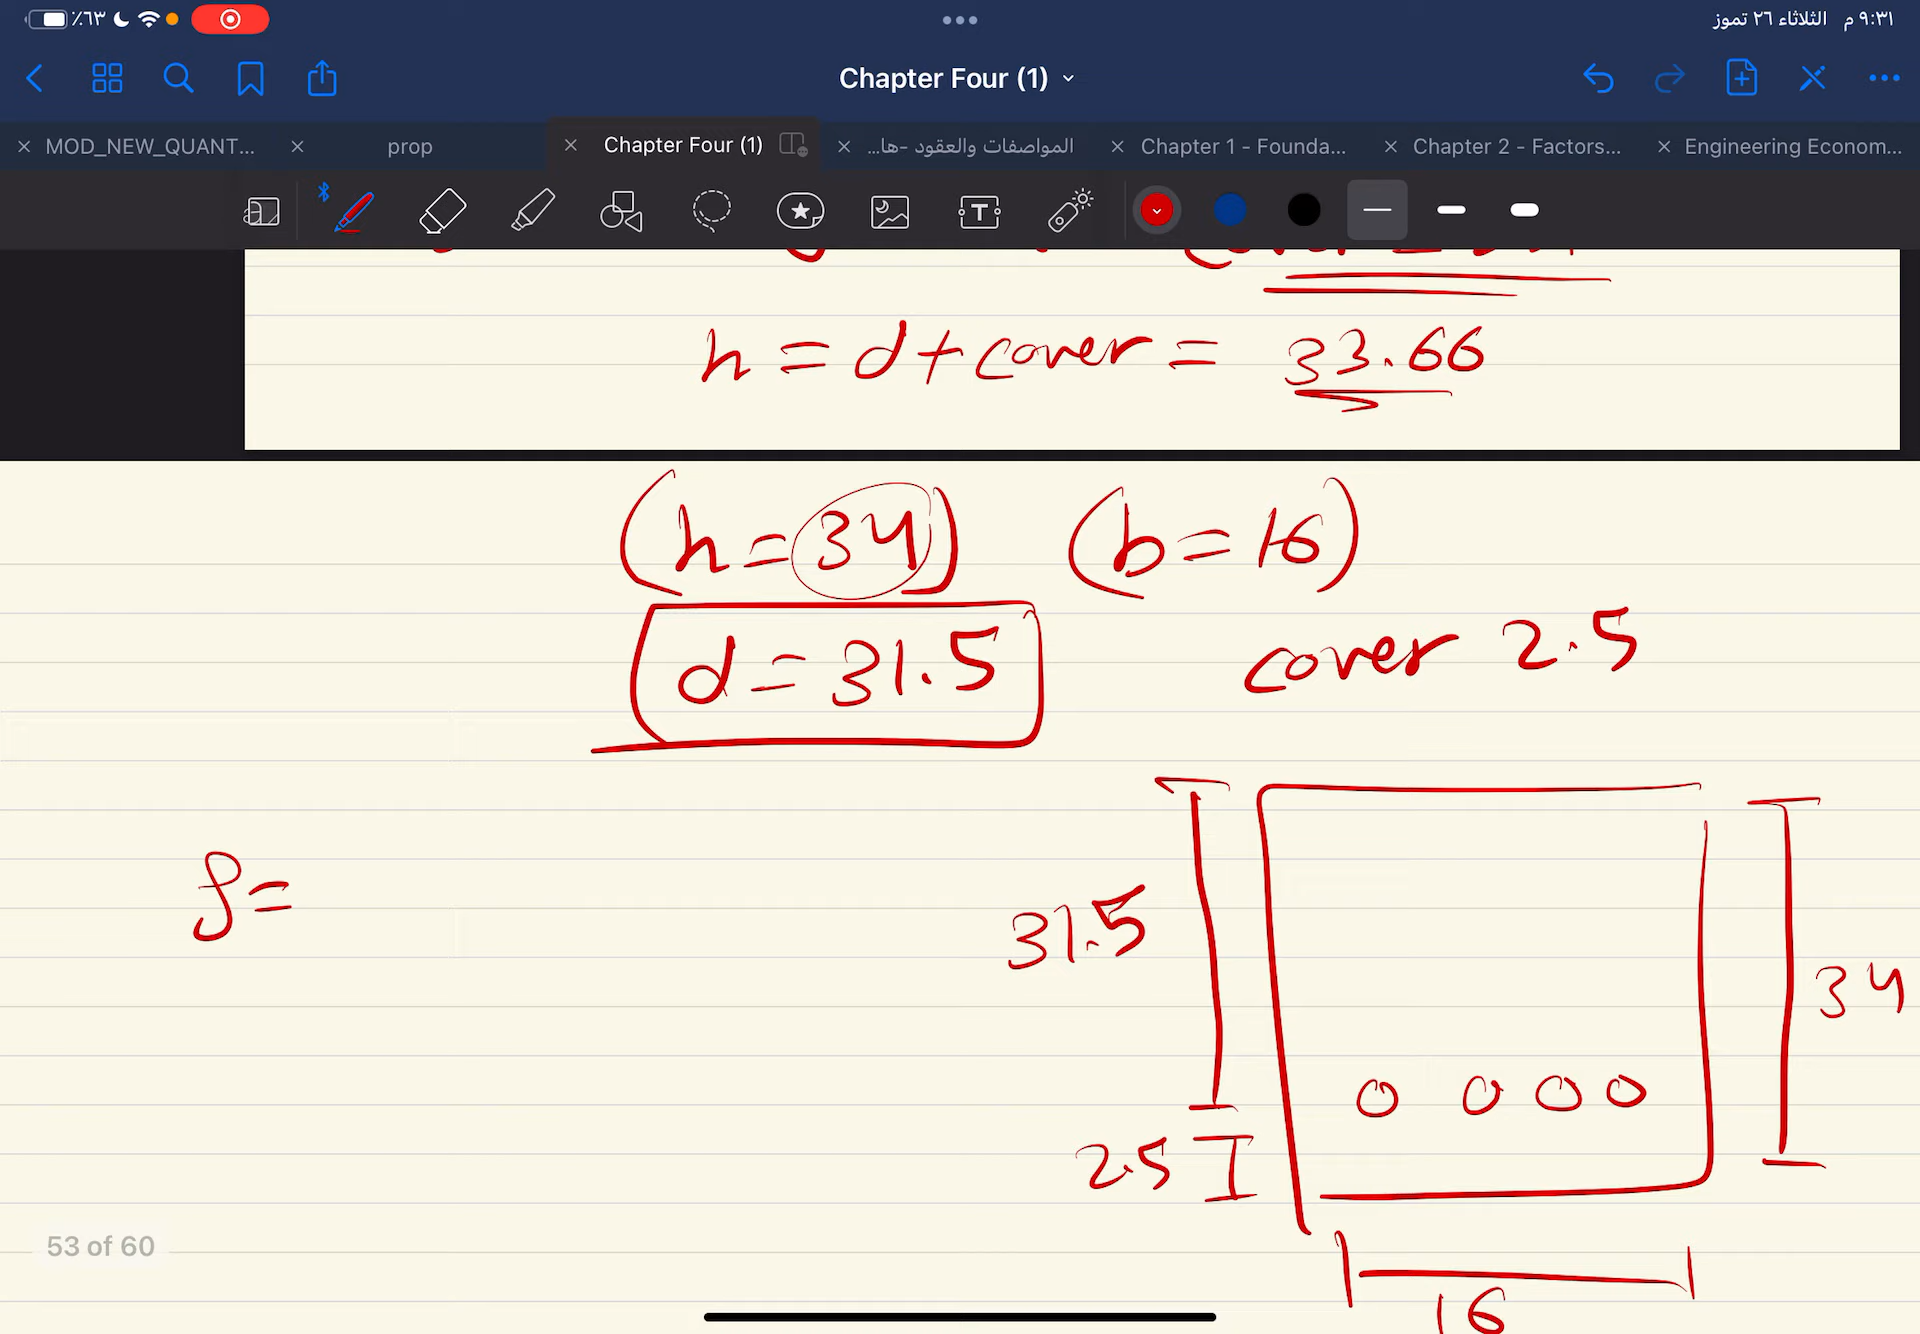 ٪٦٣
٩:٣١ م الثلاثاء ٢٦ تموز
Chapter Four (1)
MOD_NEW_QUANT...
prop
Chapter Four (1)
المواصفات والعقود -ها...
Chapter 1 - Founda...
Chapter 2 - Factors...
Engineering Econom...
T
h = d + cover = 33.66
(h = 34) (b = 16)
d = 31.5 cover 2.5
ρ =
31.5
34
2.5
16
53 of 60